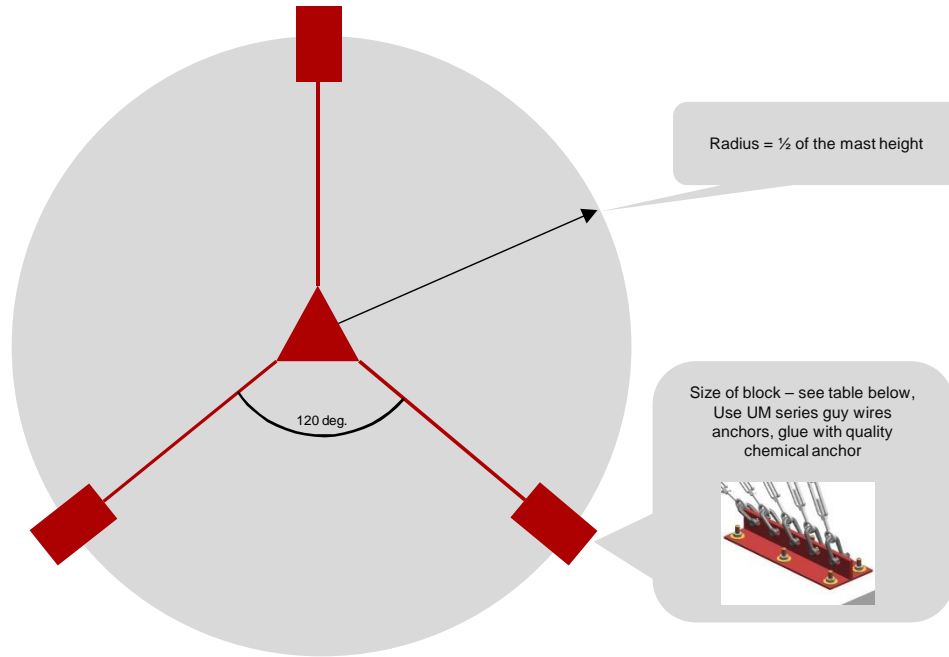 Radius = ½ of the mast height
120 deg.
Size of block – see table below,
Use UM series guy wires
anchors, glue with quality
chemical anchor